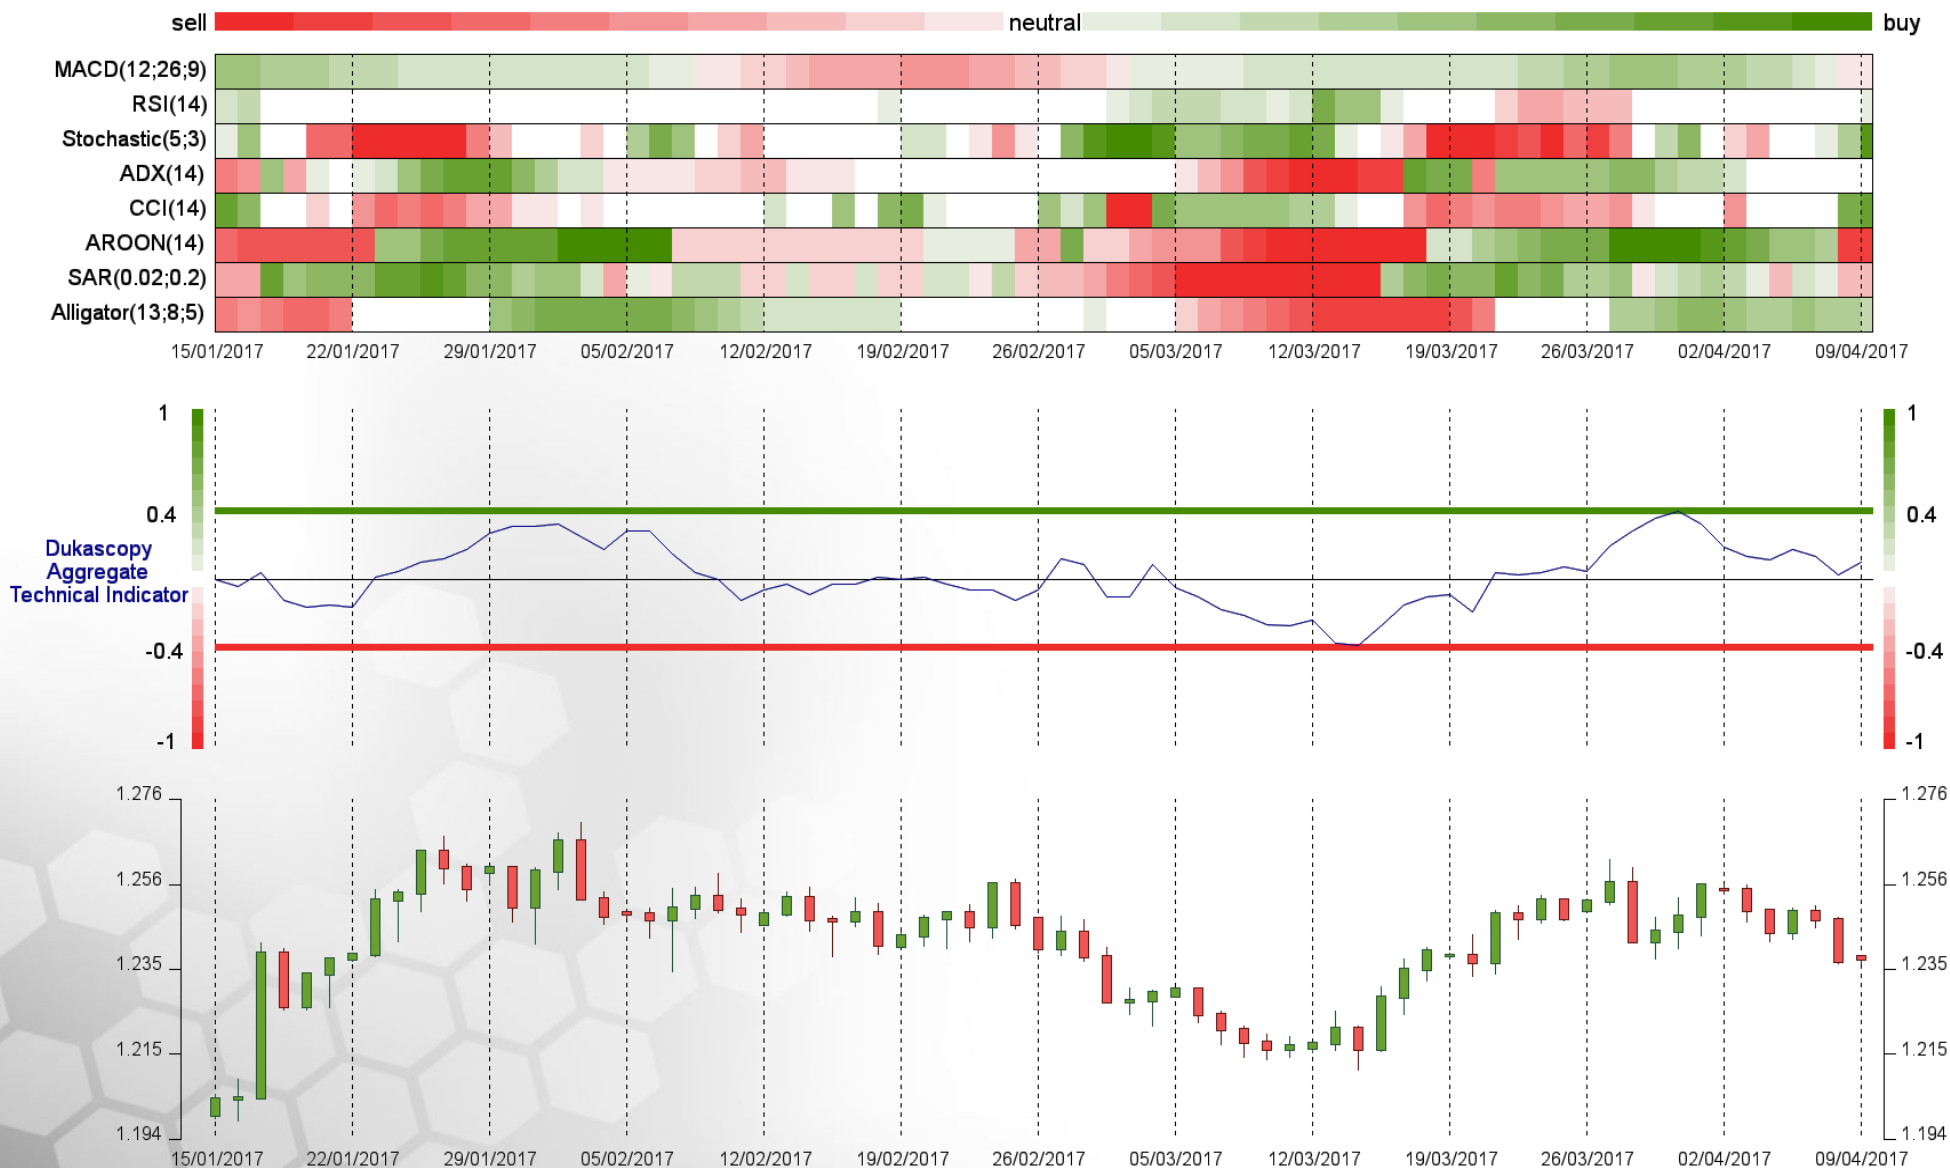 sell neutral buy
MACD(12;26;9)
RSI(14)
Stochastic(5;3)
ADX(14)
CCI(14)
AROON(14)
SAR(0.02;0.2)
Alligator(13;8;5)
15/01/2017 22/01/2017 29/01/2017 05/02/2017 12/02/2017 19/02/2017 26/02/2017 05/03/2017 12/03/2017 19/03/2017 26/03/2017 02/04/2017 09/04/2017
1 1
0.4 0.4
Dukascopy
Aggregate
Technical Indicator
-0.4 -0.4
-1 -1
1.276 1.276
1.256 1.256
1.235 1.235
1.215 1.215
1.194 1.194
15/01/2017 22/01/2017 29/01/2017 05/02/2017 12/02/2017 19/02/2017 26/02/2017 05/03/2017 12/03/2017 19/03/2017 26/03/2017 02/04/2017 09/04/2017